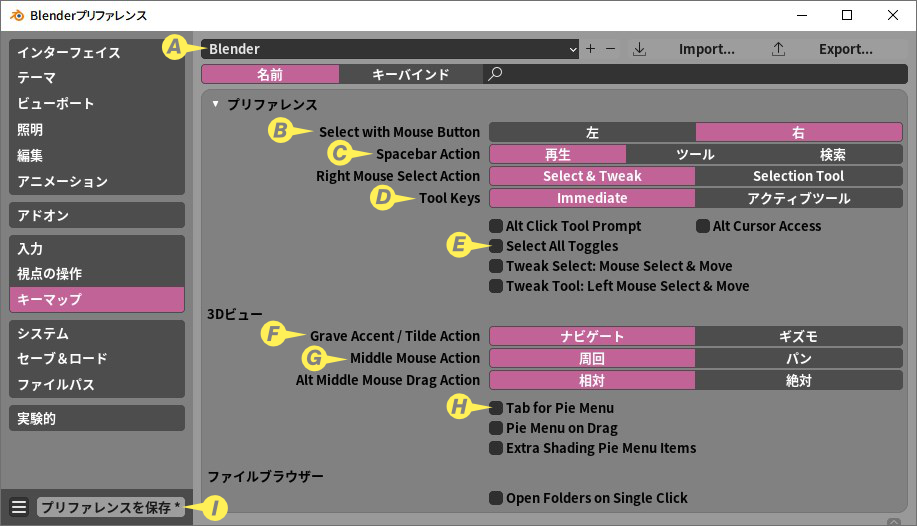 Blenderプリファレンス
インターフェイス
テーマ
ビューポート
照明
編集
アニメーション
アドオン
入力
視点の操作
キーマップ
システム
セーブ＆ロード
ファイルパス
実験的
プリファレンスを保存 *
I
A
Blender
Import...
Export...
名前 キーバインド
プリファレンス
B Select with Mouse Button 左 右
C Spacebar Action 再生 ツール 検索
Right Mouse Select Action Select & Tweak Selection Tool
D Tool Keys Immediate アクティブツール
Alt Click Tool Prompt Alt Cursor Access
E Select All Toggles
Tweak Select: Mouse Select & Move
Tweak Tool: Left Mouse Select & Move
3Dビュー
F Grave Accent / Tilde Action ナビゲート ギズモ
G Middle Mouse Action 周回 パン
Alt Middle Mouse Drag Action 相対 絶対
H Tab for Pie Menu
Pie Menu on Drag
Extra Shading Pie Menu Items
ファイルブラウザー
Open Folders on Single Click